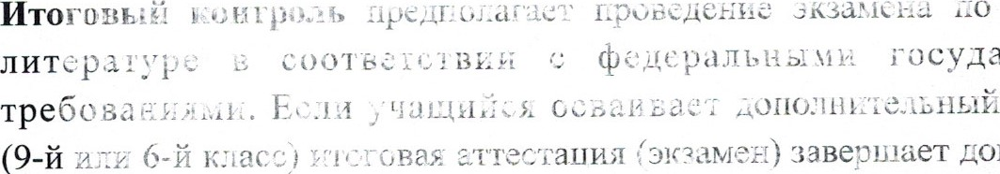 Итоговый контроль предполагает проведение экзамена по
литературе в соответствии с федеральными госуда
требованиями. Если учащийся осваивает дополнительный
(9-й или 6-й класс) итоговая аттестация (экзамен) завершает до